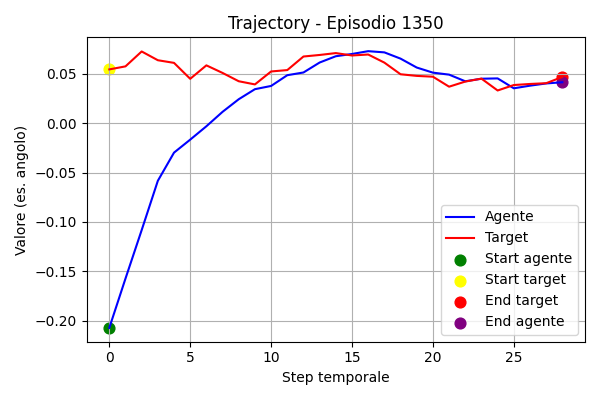 Trajectory - Episodio 1350
Valore (es. angolo)
0.05
0.00
−0.05
−0.10
−0.15
−0.20
Agente
Target
Start agente
Start target
End target
End agente
0 5 10 15 20 25
Step temporale